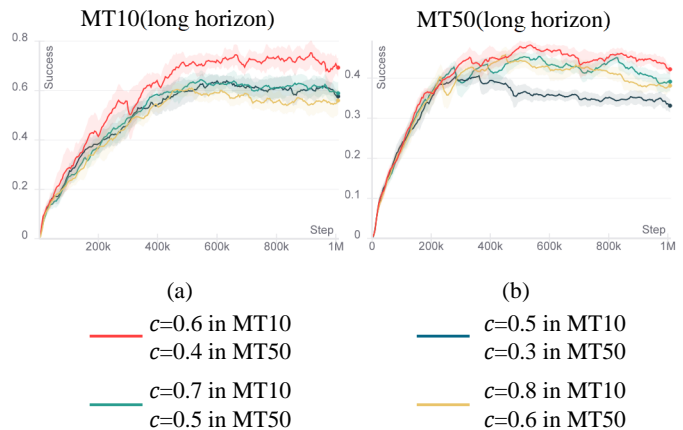 MT10(long horizon)
MT50(long horizon)
0.8
0.6
0.4
0.2
0
Success
Step
200k
400k
600k
800k
1M
0.4
0.3
0.2
0.1
0
Success
Step
0
200k
400k
600k
800k
1M
(a)
(b)
c=0.6 in MT10
c=0.4 in MT50
c=0.5 in MT10
c=0.3 in MT50
c=0.7 in MT10
c=0.5 in MT50
c=0.8 in MT10
c=0.6 in MT50